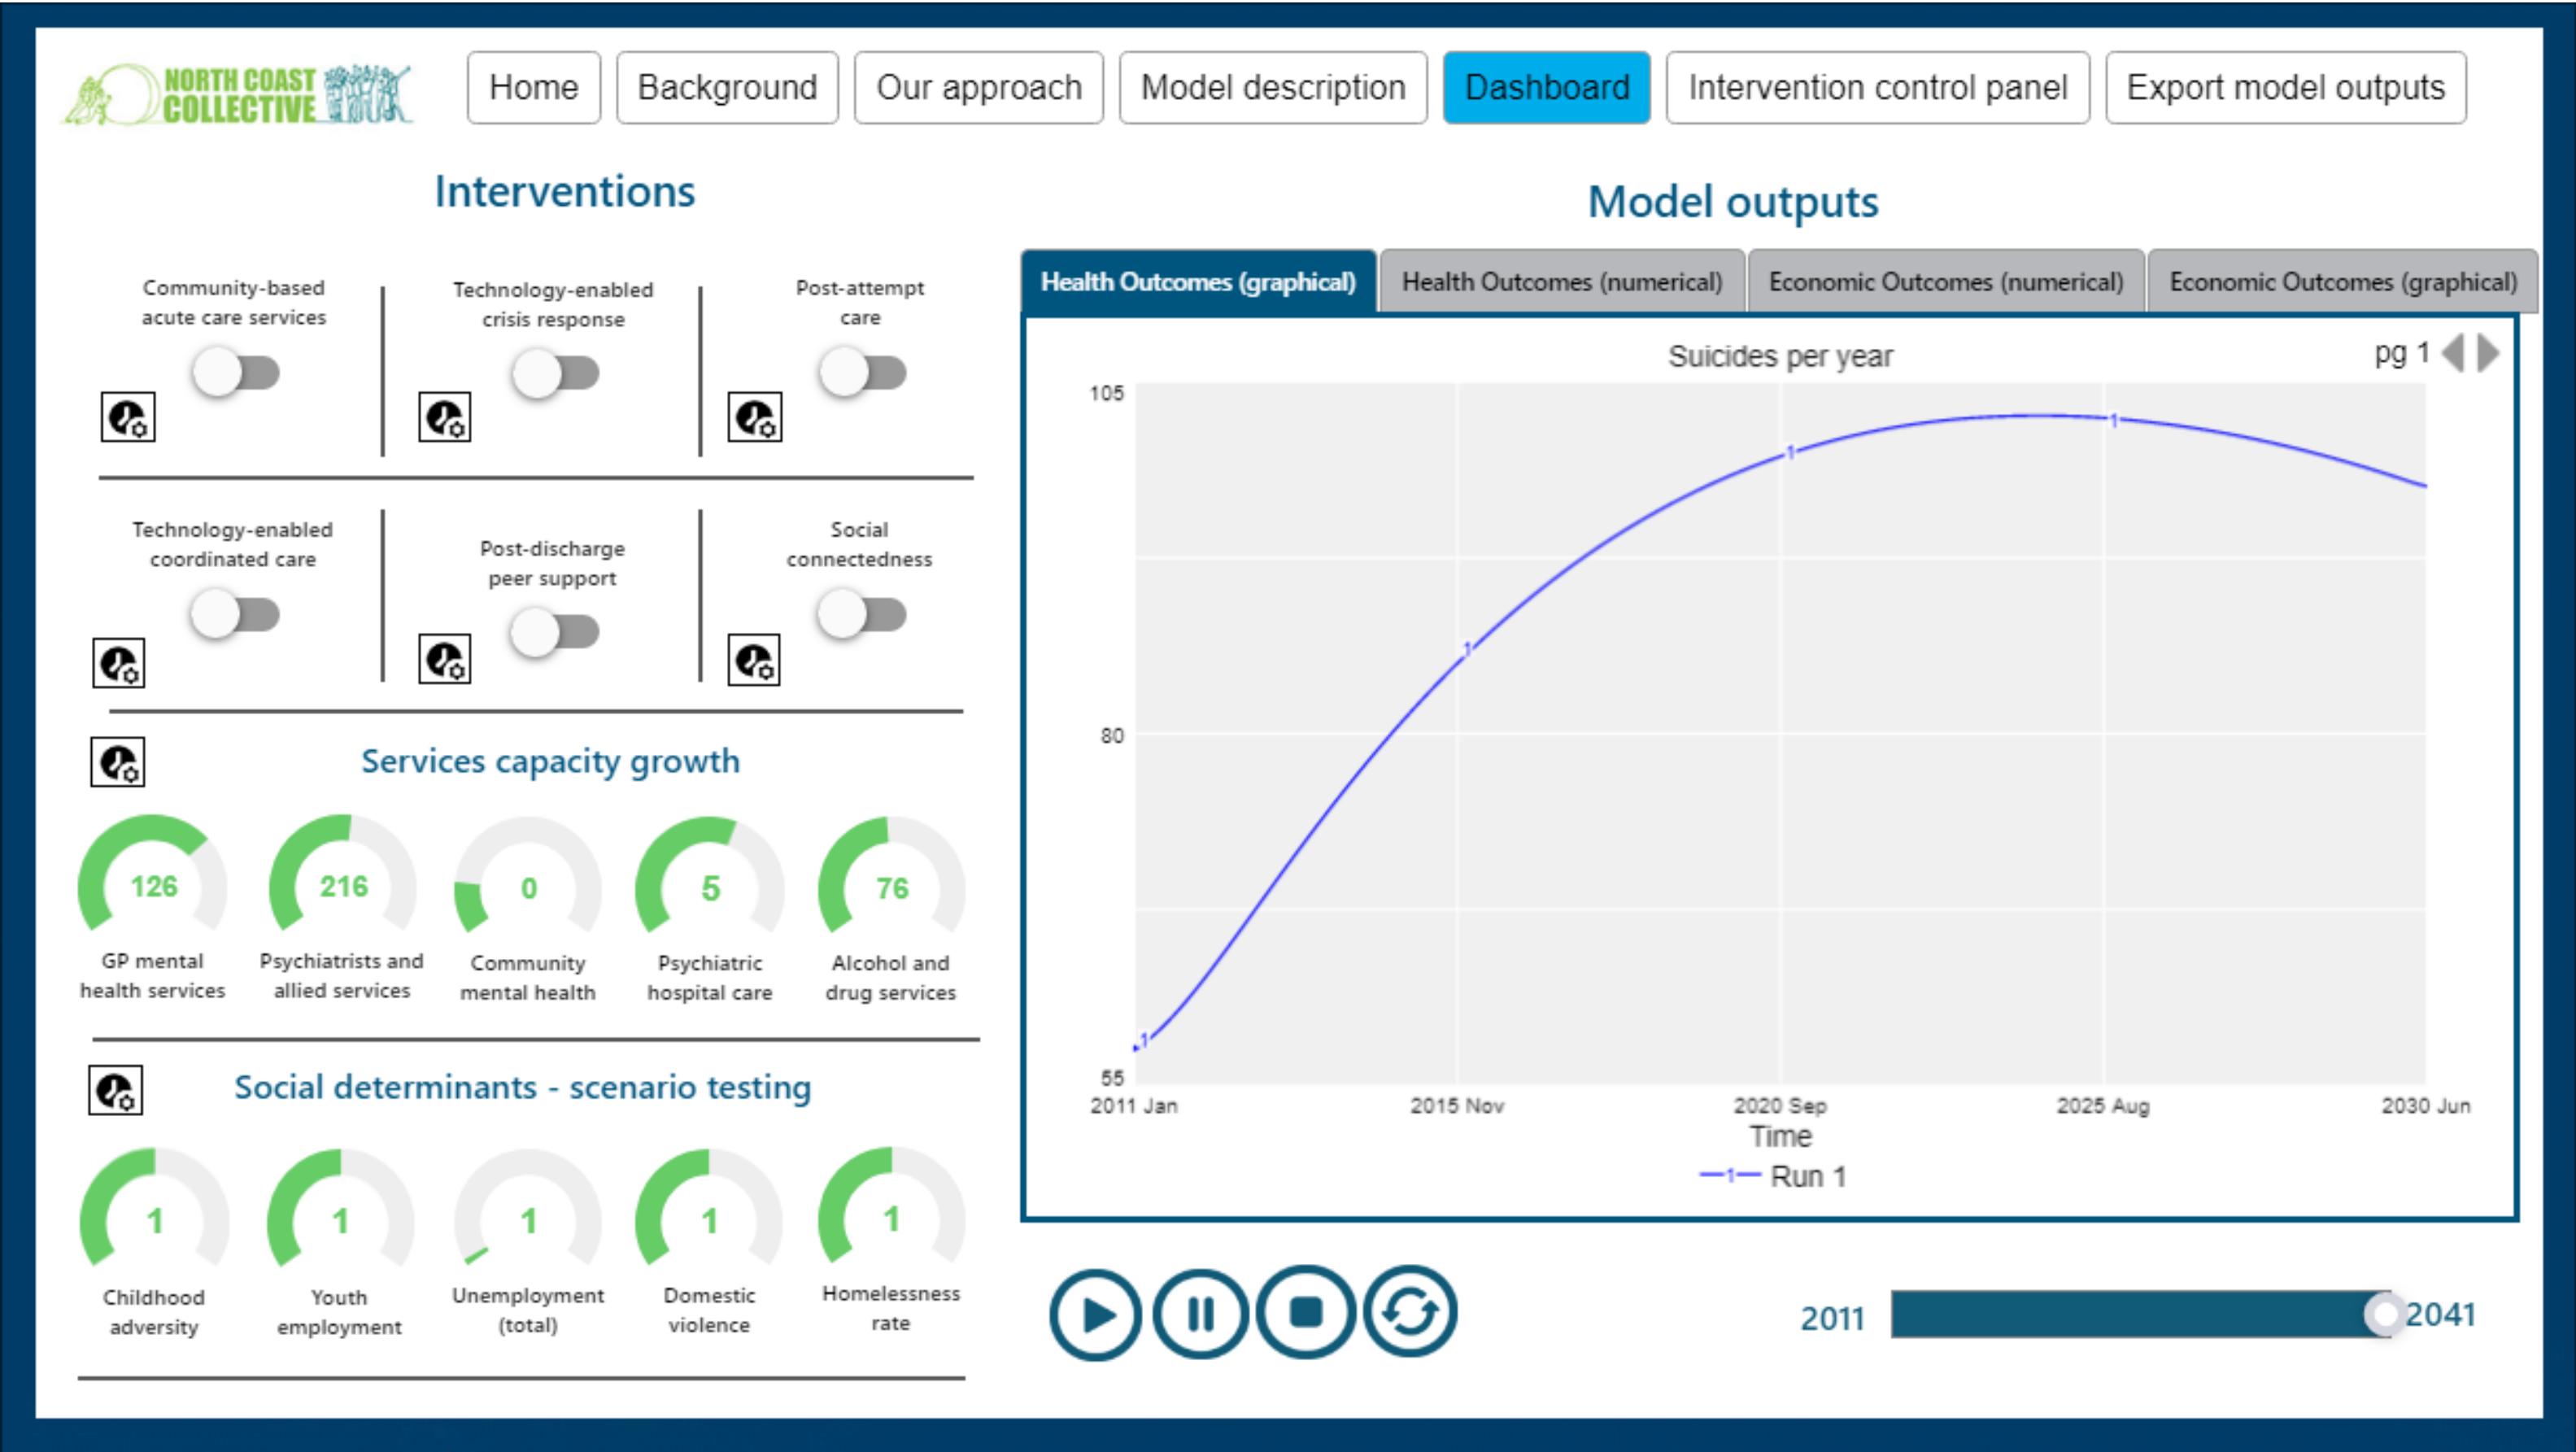 NORTH COAST
COLLECTIVE
Home
Background
Our approach
Model description
Dashboard
Intervention control panel
Export model outputs
Interventions
Community-based
acute care services
Technology-enabled
crisis response
Post-attempt
care
Technology-enabled
coordinated care
Post-discharge
peer support
Social
connectedness
Services capacity growth
126
216
0
5
76
GP mental
health services
Psychiatrists and
allied services
Community
mental health
Psychiatric
hospital care
Alcohol and
drug services
Social determinants - scenario testing
1
1
1
1
1
Childhood
adversity
Youth
employment
Unemployment
(total)
Domestic
violence
Homelessness
rate
Model outputs
Health Outcomes (graphical)
Health Outcomes (numerical)
Economic Outcomes (numerical)
Economic Outcomes (graphical)
Suicides per year
pg 1
105
80
55
1
1
1
1
2011 Jan
2015 Nov
2020 Sep
2025 Aug
2030 Jun
Time
1 Run 1
2011
2041